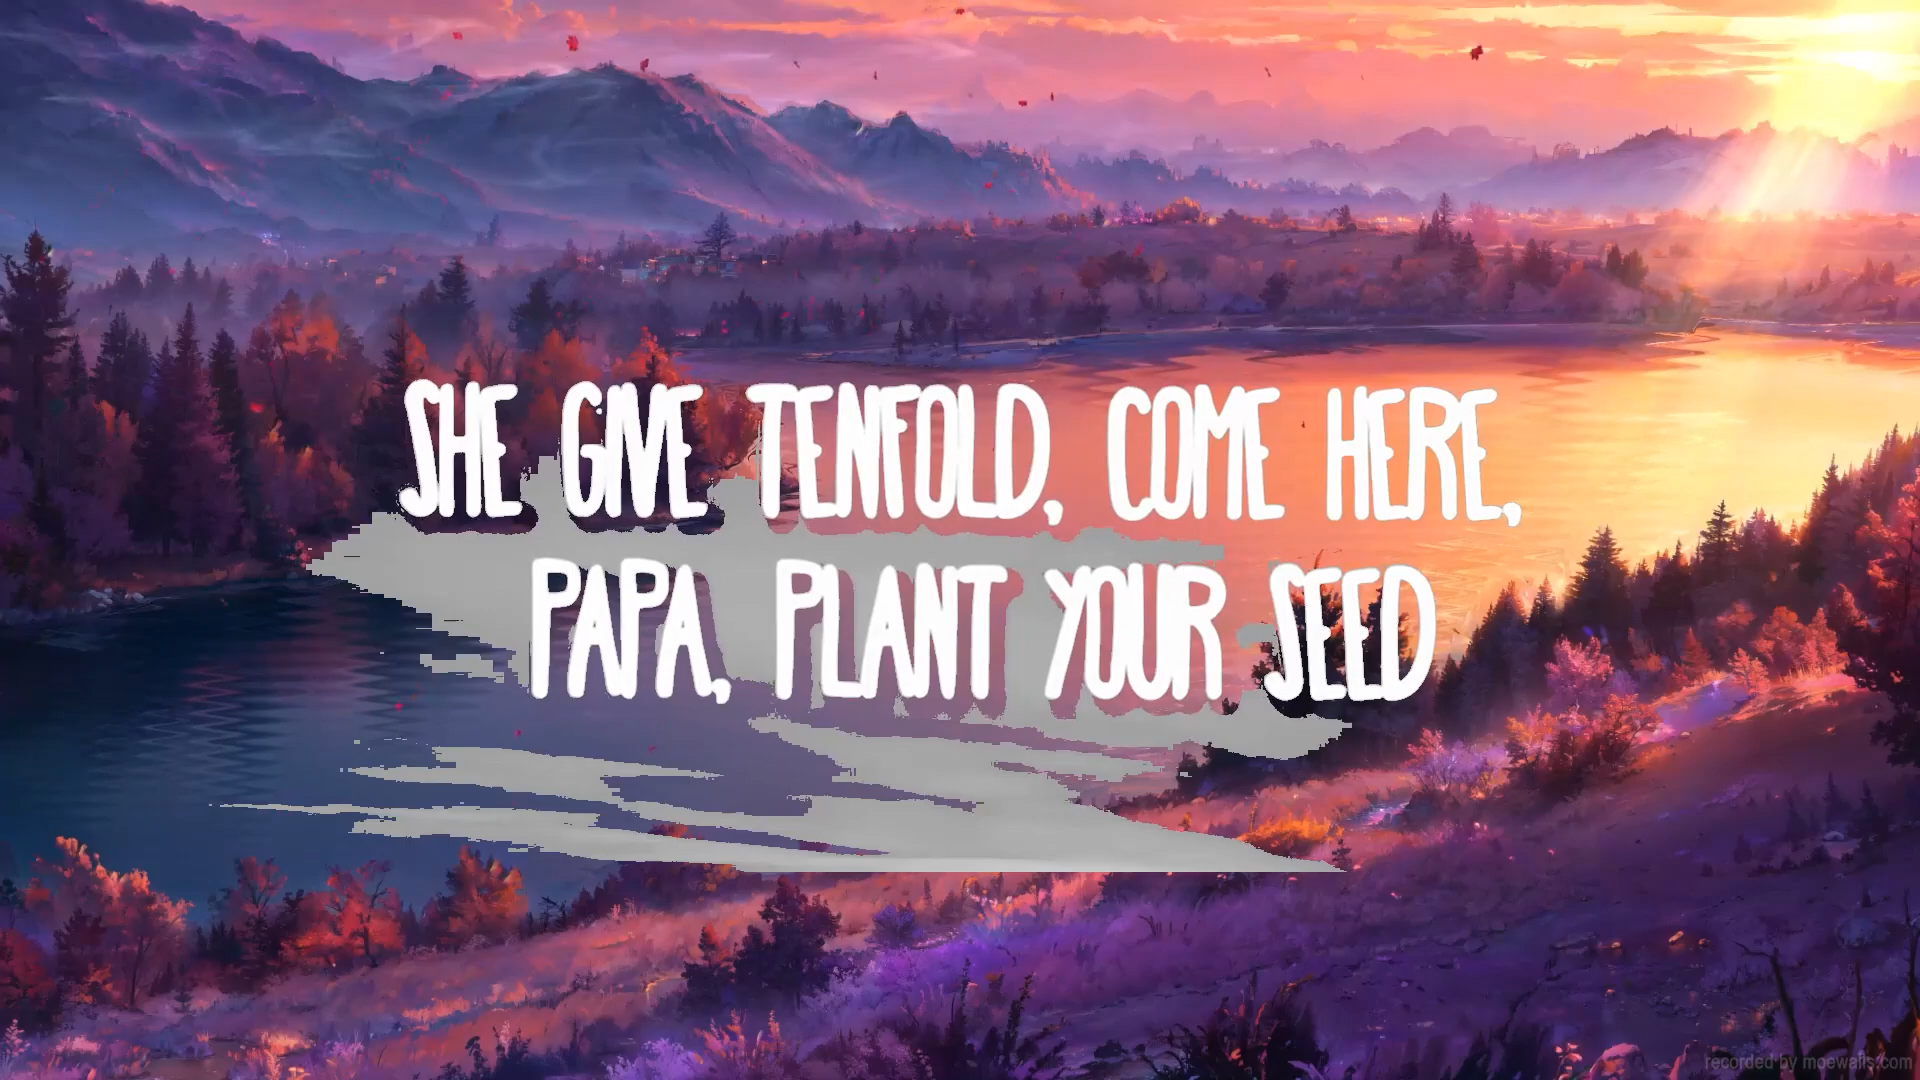 SHE GIVE TENFOLD, COME HERE,
PAPA, PLANT YOUR SEED
recorded by moewalls.com